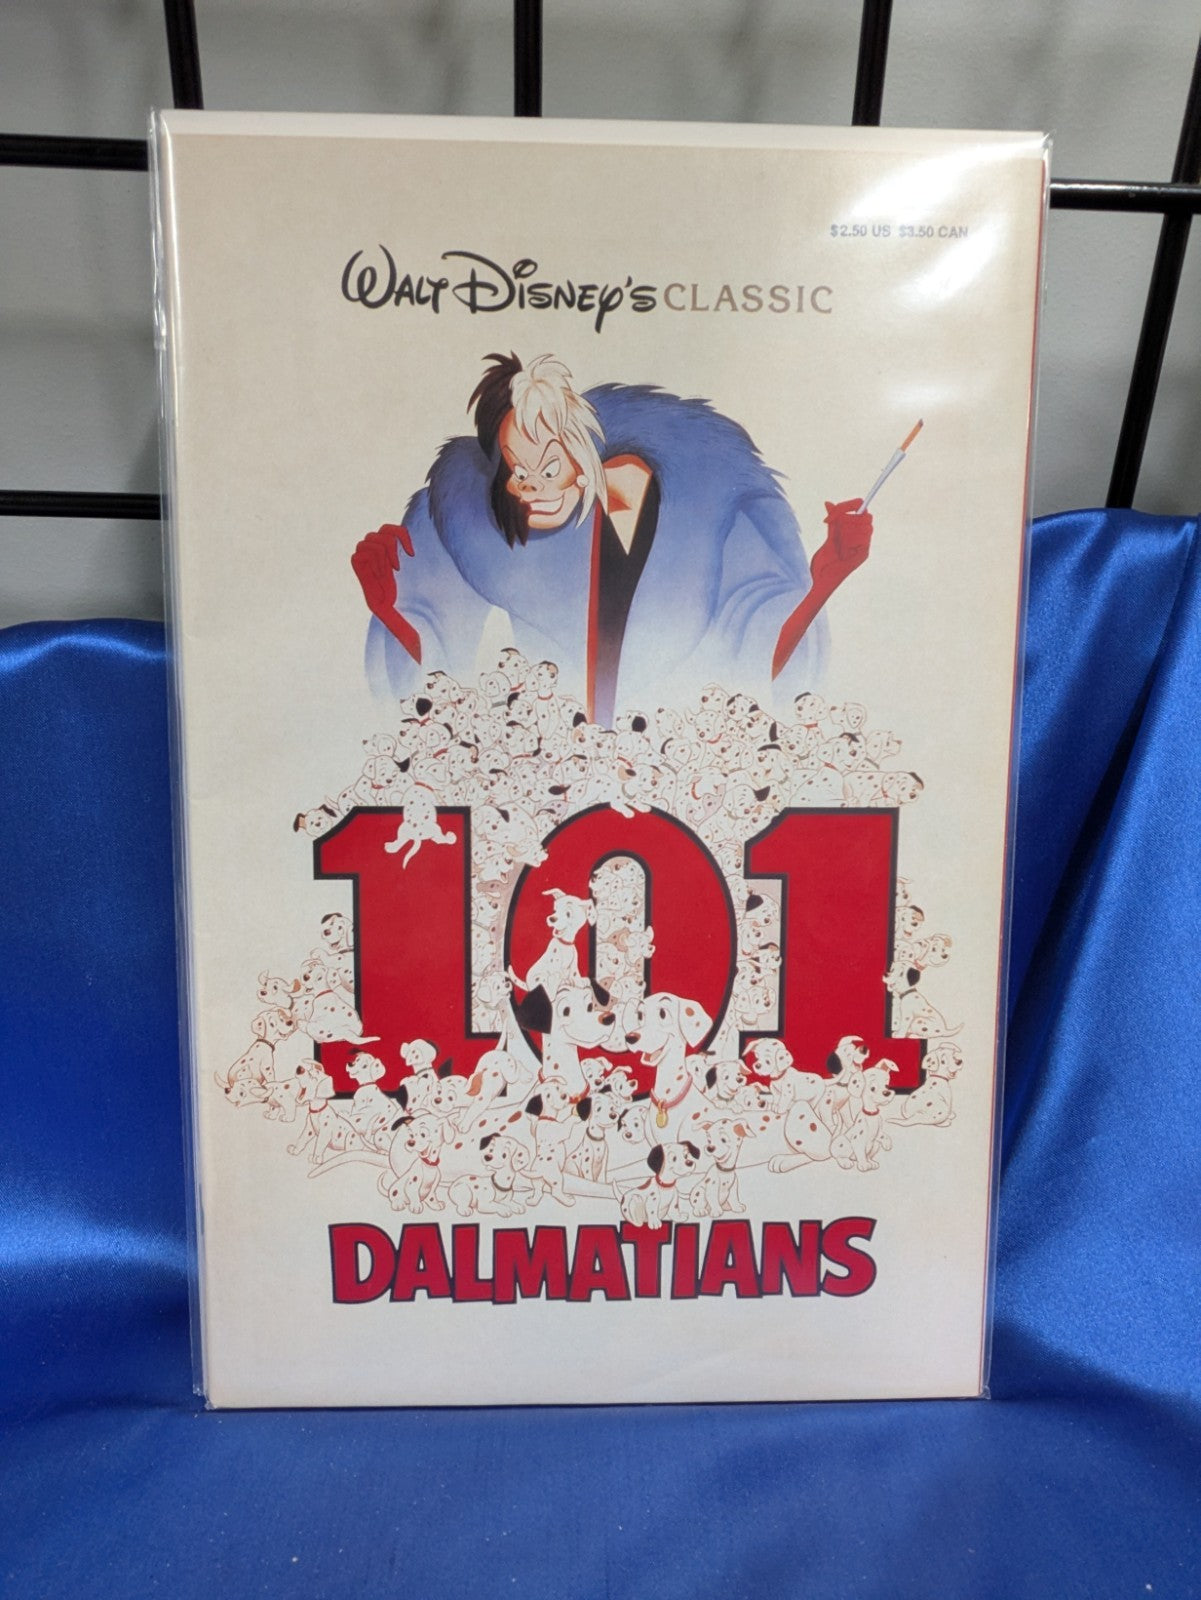 $2.50 US $3.50 CAN
WALT DISNEY'S CLASSIC
101
DALMATIANS